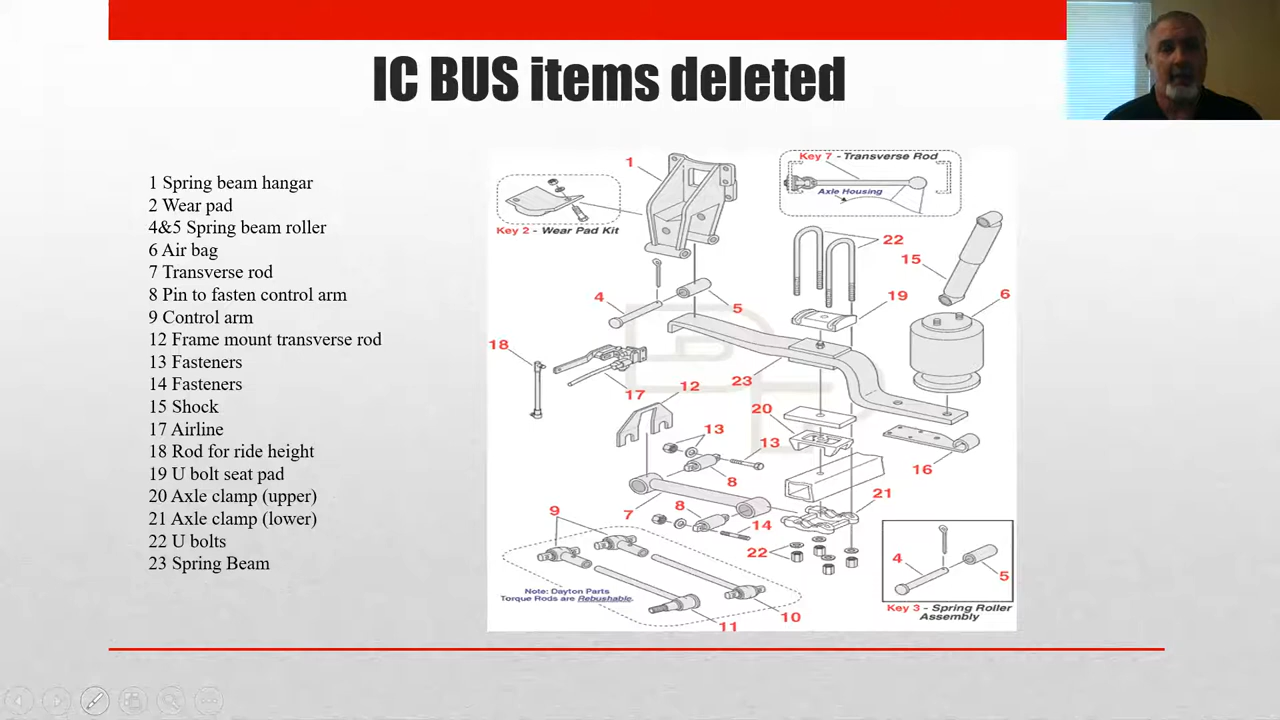 IC BUS items deleted
1 Spring beam hangar
2 Wear pad
4&5 Spring beam roller
6 Air bag
7 Transverse rod
8 Pin to fasten control arm
9 Control arm
12 Frame mount transverse rod
13 Fasteners
14 Fasteners
15 Shock
17 Airline
18 Rod for ride height
19 U bolt seat pad
20 Axle clamp (upper)
21 Axle clamp (lower)
22 U bolts
23 Spring Beam
1
Key 7 - Transverse Rod
Axle Housing
Key 2 - Wear Pad Kit
22
15
4
5
19
6
18
17
12
23
20
13
13
16
8
7
21
9
8
14
22
Note: Dayton Parts
Torque Rods are Rebushable.
10
11
4
5
Key 3 - Spring Roller
Assembly